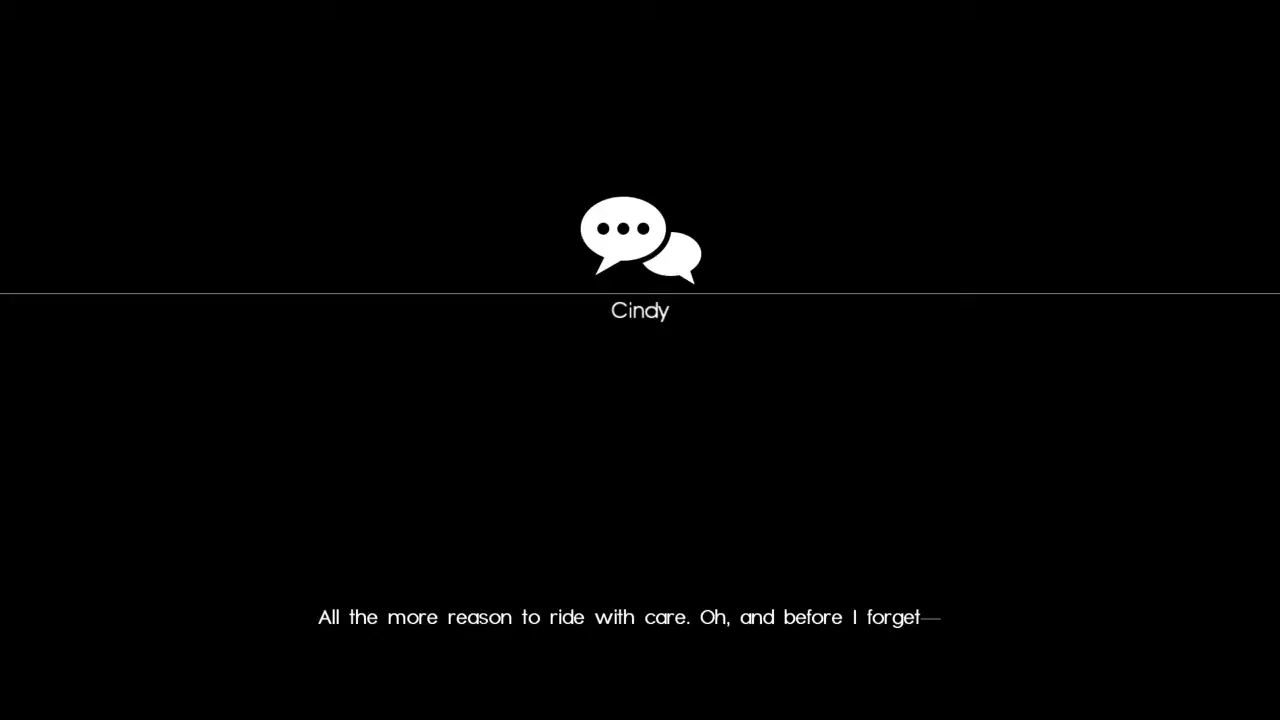 Cindy
All the more reason to ride with care. Oh, and before I forget—